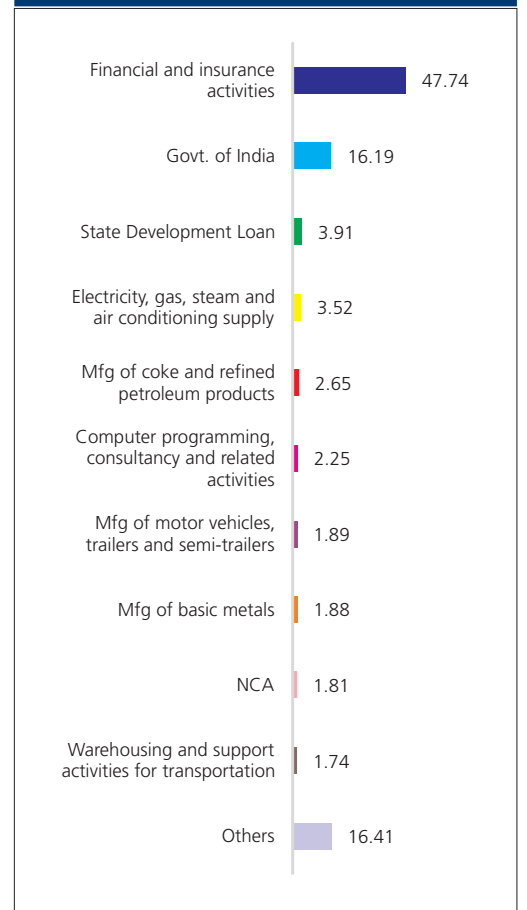 Financial and insurance
activities
47.74
Govt. of India
16.19
State Development Loan
3.91
Electricity, gas, steam and
air conditioning supply
3.52
Mfg of coke and refined
petroleum products
2.65
Computer programming,
consultancy and related
activities
2.25
Mfg of motor vehicles,
trailers and semi-trailers
1.89
Mfg of basic metals
1.88
NCA
1.81
Warehousing and support
activities for transportation
1.74
Others
16.41